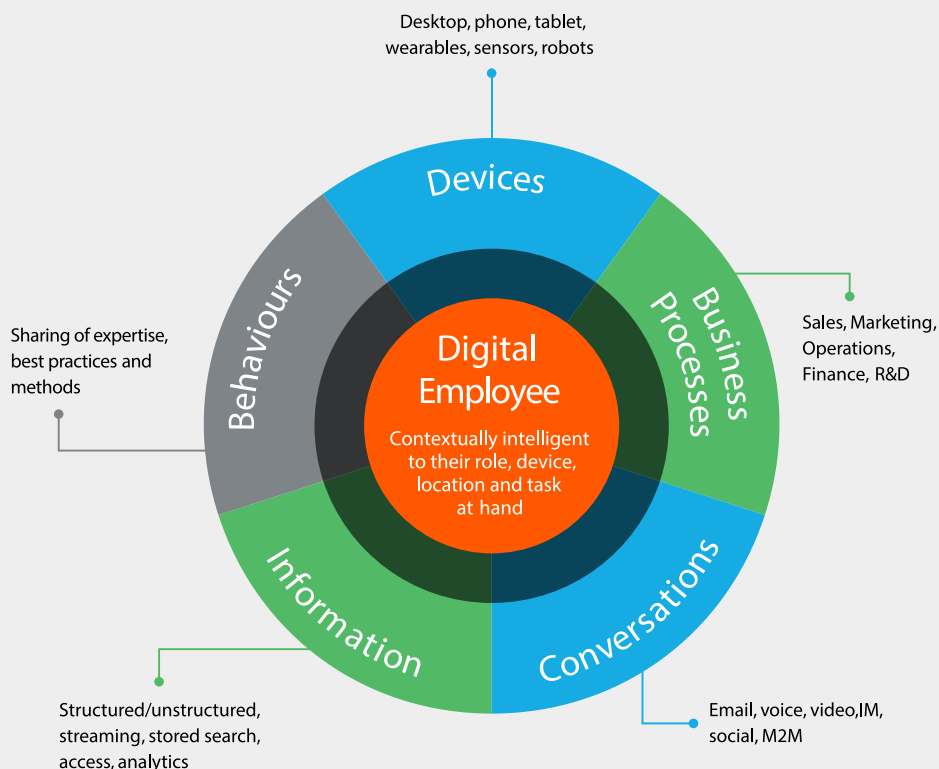 Desktop, phone, tablet,
wearables, sensors, robots
Devices
Business
Processes
Sales, Marketing,
Operations,
Finance, R&D
Behaviours
Sharing of expertise,
best practices and
methods
Digital
Employee
Contextually intelligent
to their role, device,
location and task
at hand
Information
Structured/unstructured,
streaming, stored search,
access, analytics
Conversations
Email, voice, video,IM,
social, M2M